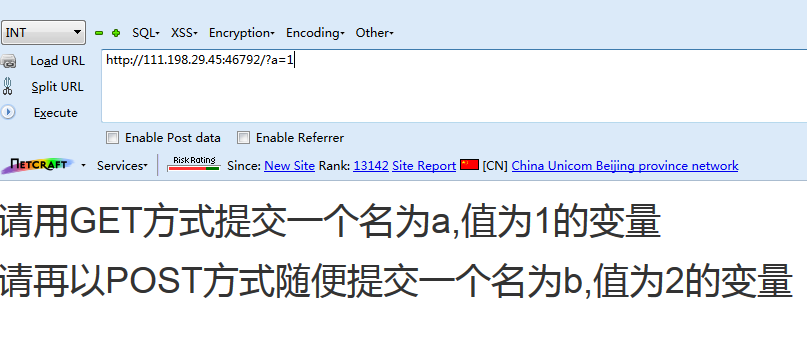 INT SQL▾ XSS▾ Encryption▾ Encoding▾ Other▾
Load URL http://111.198.29.45:46792/?a=1
Split URL
Execute
Enable Post data Enable Referrer
NETCRAFT Services▾ Risk Rating Since: New Site Rank: 13142 Site Report [CN] China Unicom Beijing province network
请用GET方式提交一个名为a,值为1的变量
请再以POST方式随便提交一个名为b,值为2的变量